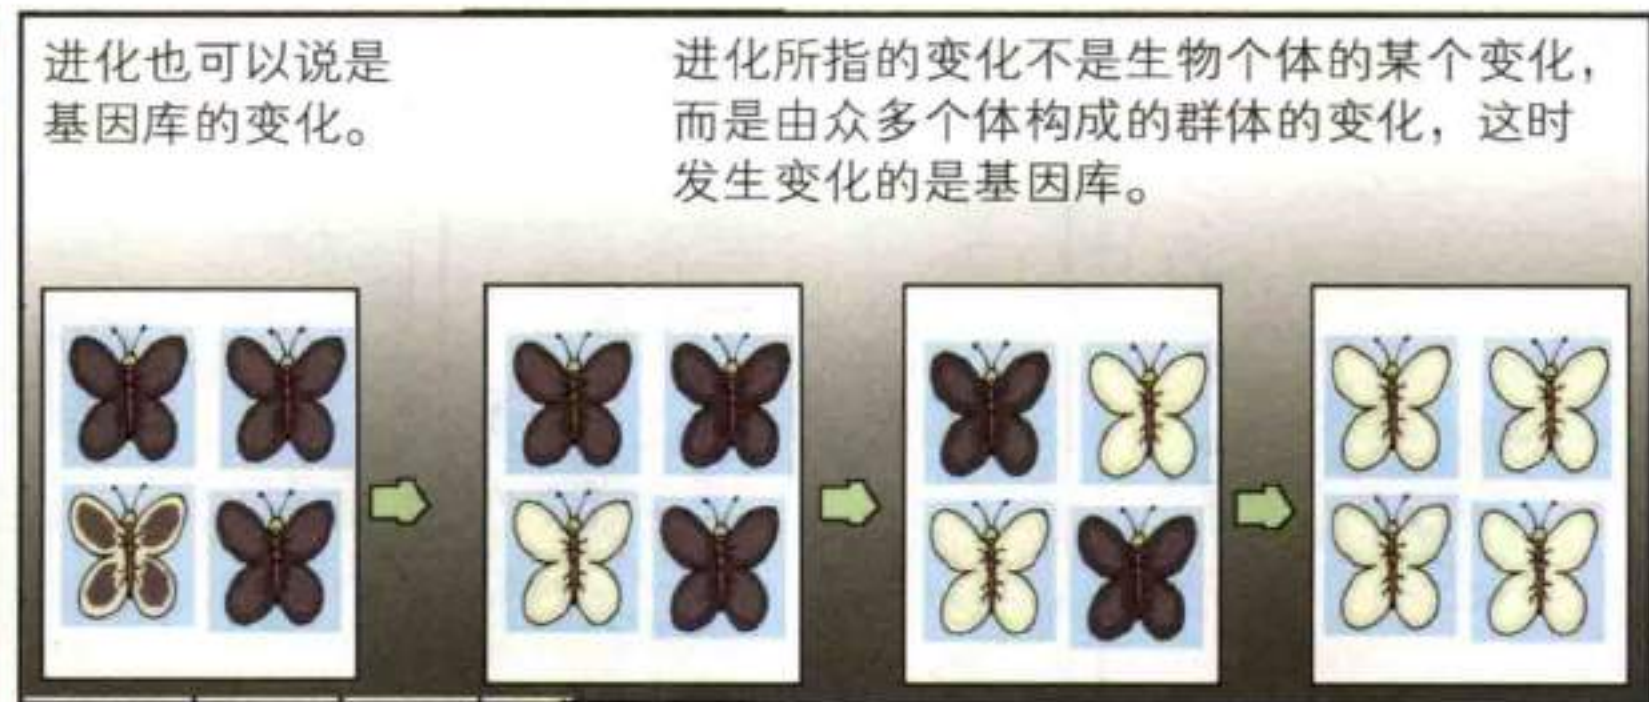 进化也可以说是
基因库的变化。
进化所指的变化不是生物个体的某个变化，
而是由众多个体构成的群体的变化，这时
发生变化的是基因库。